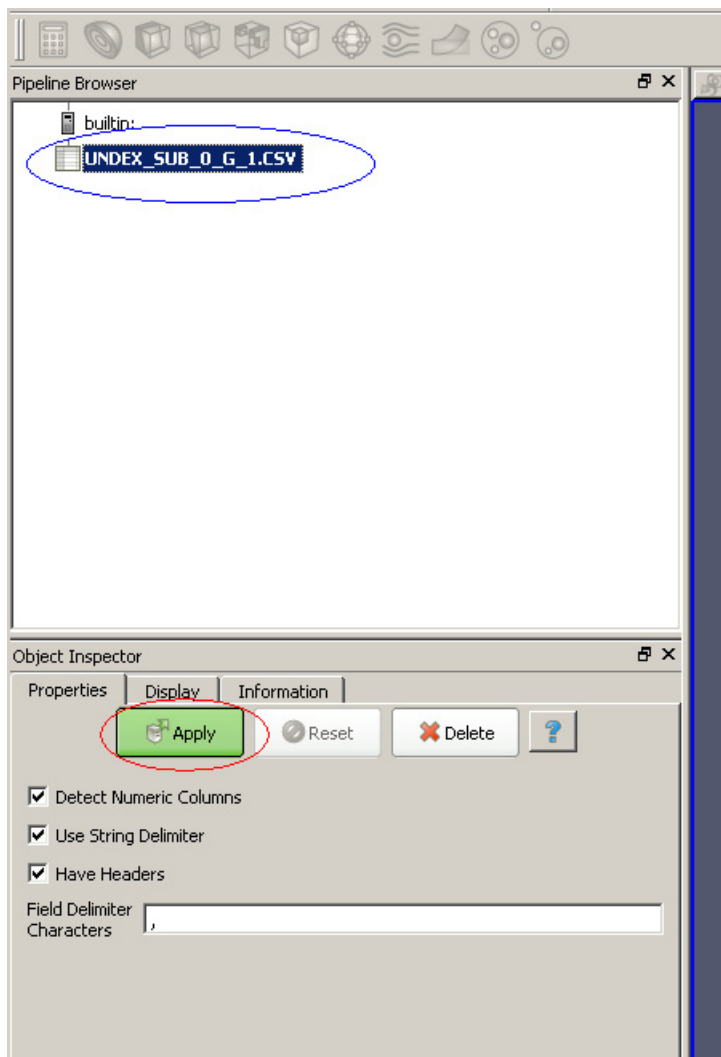 Pipeline Browser
builtin:
UNDEX_SUB_0_G_1.CSV
Object Inspector
Properties Display Information
Apply Reset Delete ?
Detect Numeric Columns
Use String Delimiter
Have Headers
Field Delimiter
Characters ,